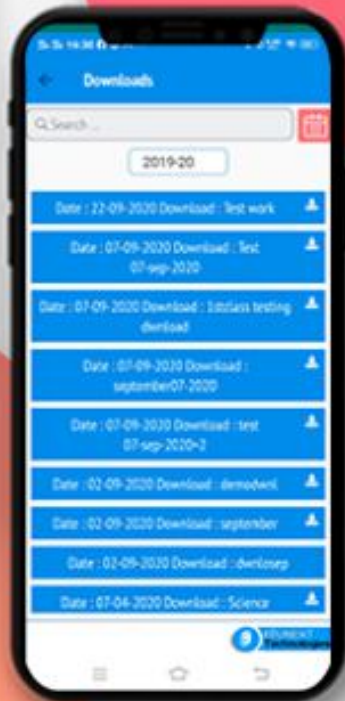 Downloads
Search ...
2019-20
Date : 22-09-2020 Download : Test work
Date : 07-09-2020 Download : Test
07-sep-2020
Date : 07-09-2020 Download : 1stclass testing
dwnload
Date : 07-09-2020 Download :
september07-2020
Date : 07-09-2020 Download : test
07-sep-2020+2
Date : 02-09-2020 Download : demodwnl
Date : 02-09-2020 Download : september
Date : 02-09-2020 Download : dwnlosep
Date : 07-04-2020 Download : Science
EDUNEXT
Technologies